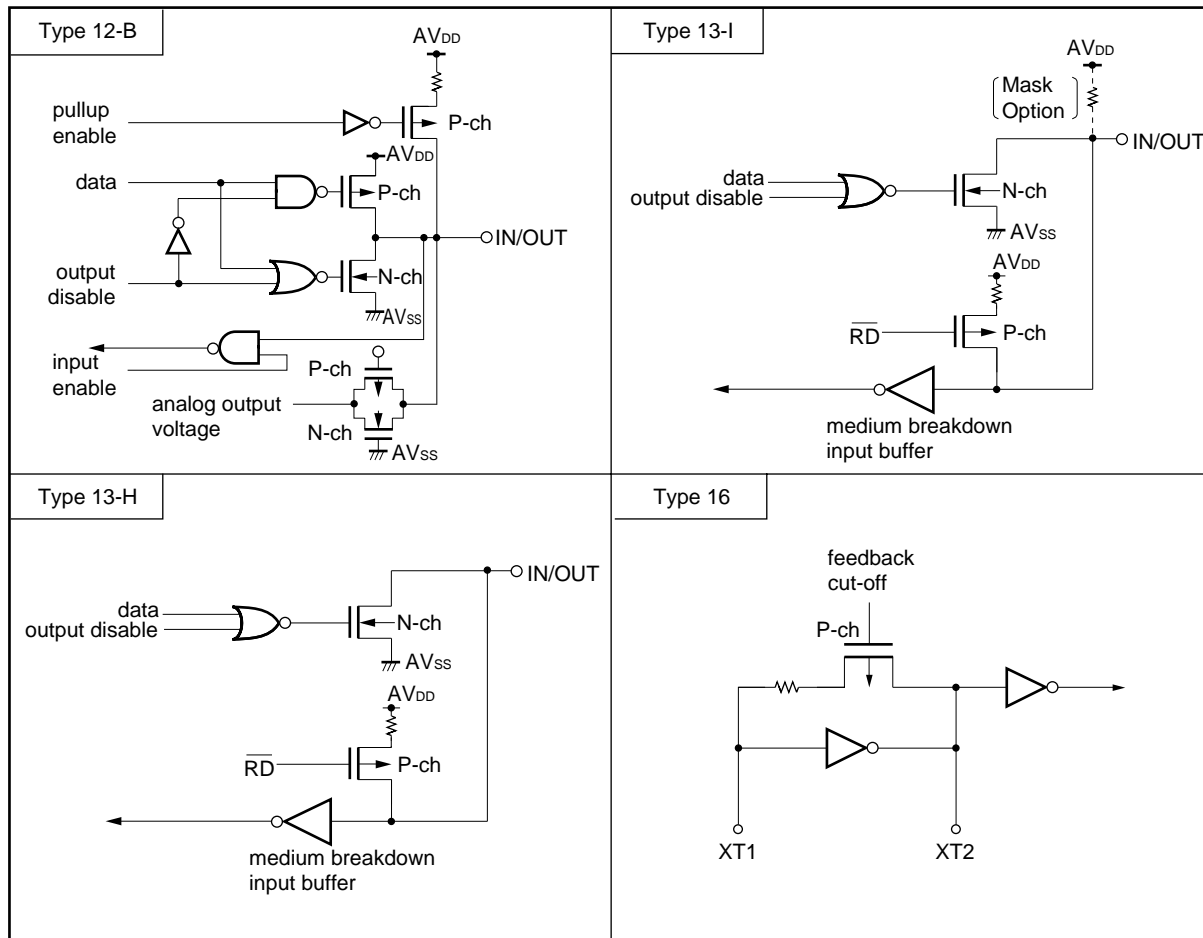 Type 12-B
AVDD
pullup
enable
P-ch
AVDD
data
P-ch
IN/OUT
output
disable
N-ch
AVSS
input
enable
P-ch
analog output
voltage
N-ch
AVSS
Type 13-I
AVDD
Mask
Option
IN/OUT
data
output disable
N-ch
AVSS
AVDD
RD
P-ch
medium breakdown
input buffer
Type 13-H
IN/OUT
data
output disable
N-ch
AVSS
AVDD
RD
P-ch
medium breakdown
input buffer
Type 16
feedback
cut-off
P-ch
XT1
XT2